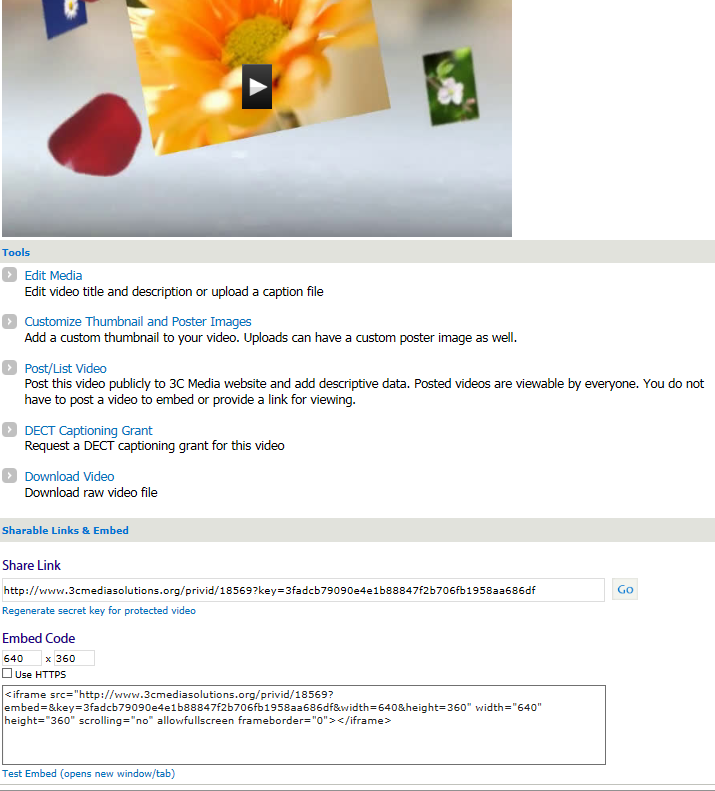 Tools
Edit Media
Edit video title and description or upload a caption file
Customize Thumbnail and Poster Images
Add a custom thumbnail to your video. Uploads can have a custom poster image as well.
Post/List Video
Post this video publicly to 3C Media website and add descriptive data. Posted videos are viewable by everyone. You do not
have to post a video to embed or provide a link for viewing.
DECT Captioning Grant
Request a DECT captioning grant for this video
Download Video
Download raw video file
Sharable Links & Embed
Share Link
http://www.3cmediasolutions.org/privid/18569?key=3fadcb79090e4e1b88847f2b706fb1958aa686df Go
Regenerate secret key for protected video
Embed Code
640 x 360
Use HTTPS
<iframe src="http://www.3cmediasolutions.org/privid/18569?
embed=&key=3fadcb79090e4e1b88847f2b706fb1958aa686df&width=640&height=360" width="640"
height="360" scrolling="no" allowfullscreen frameborder="0"></iframe>
Test Embed (opens new window/tab)